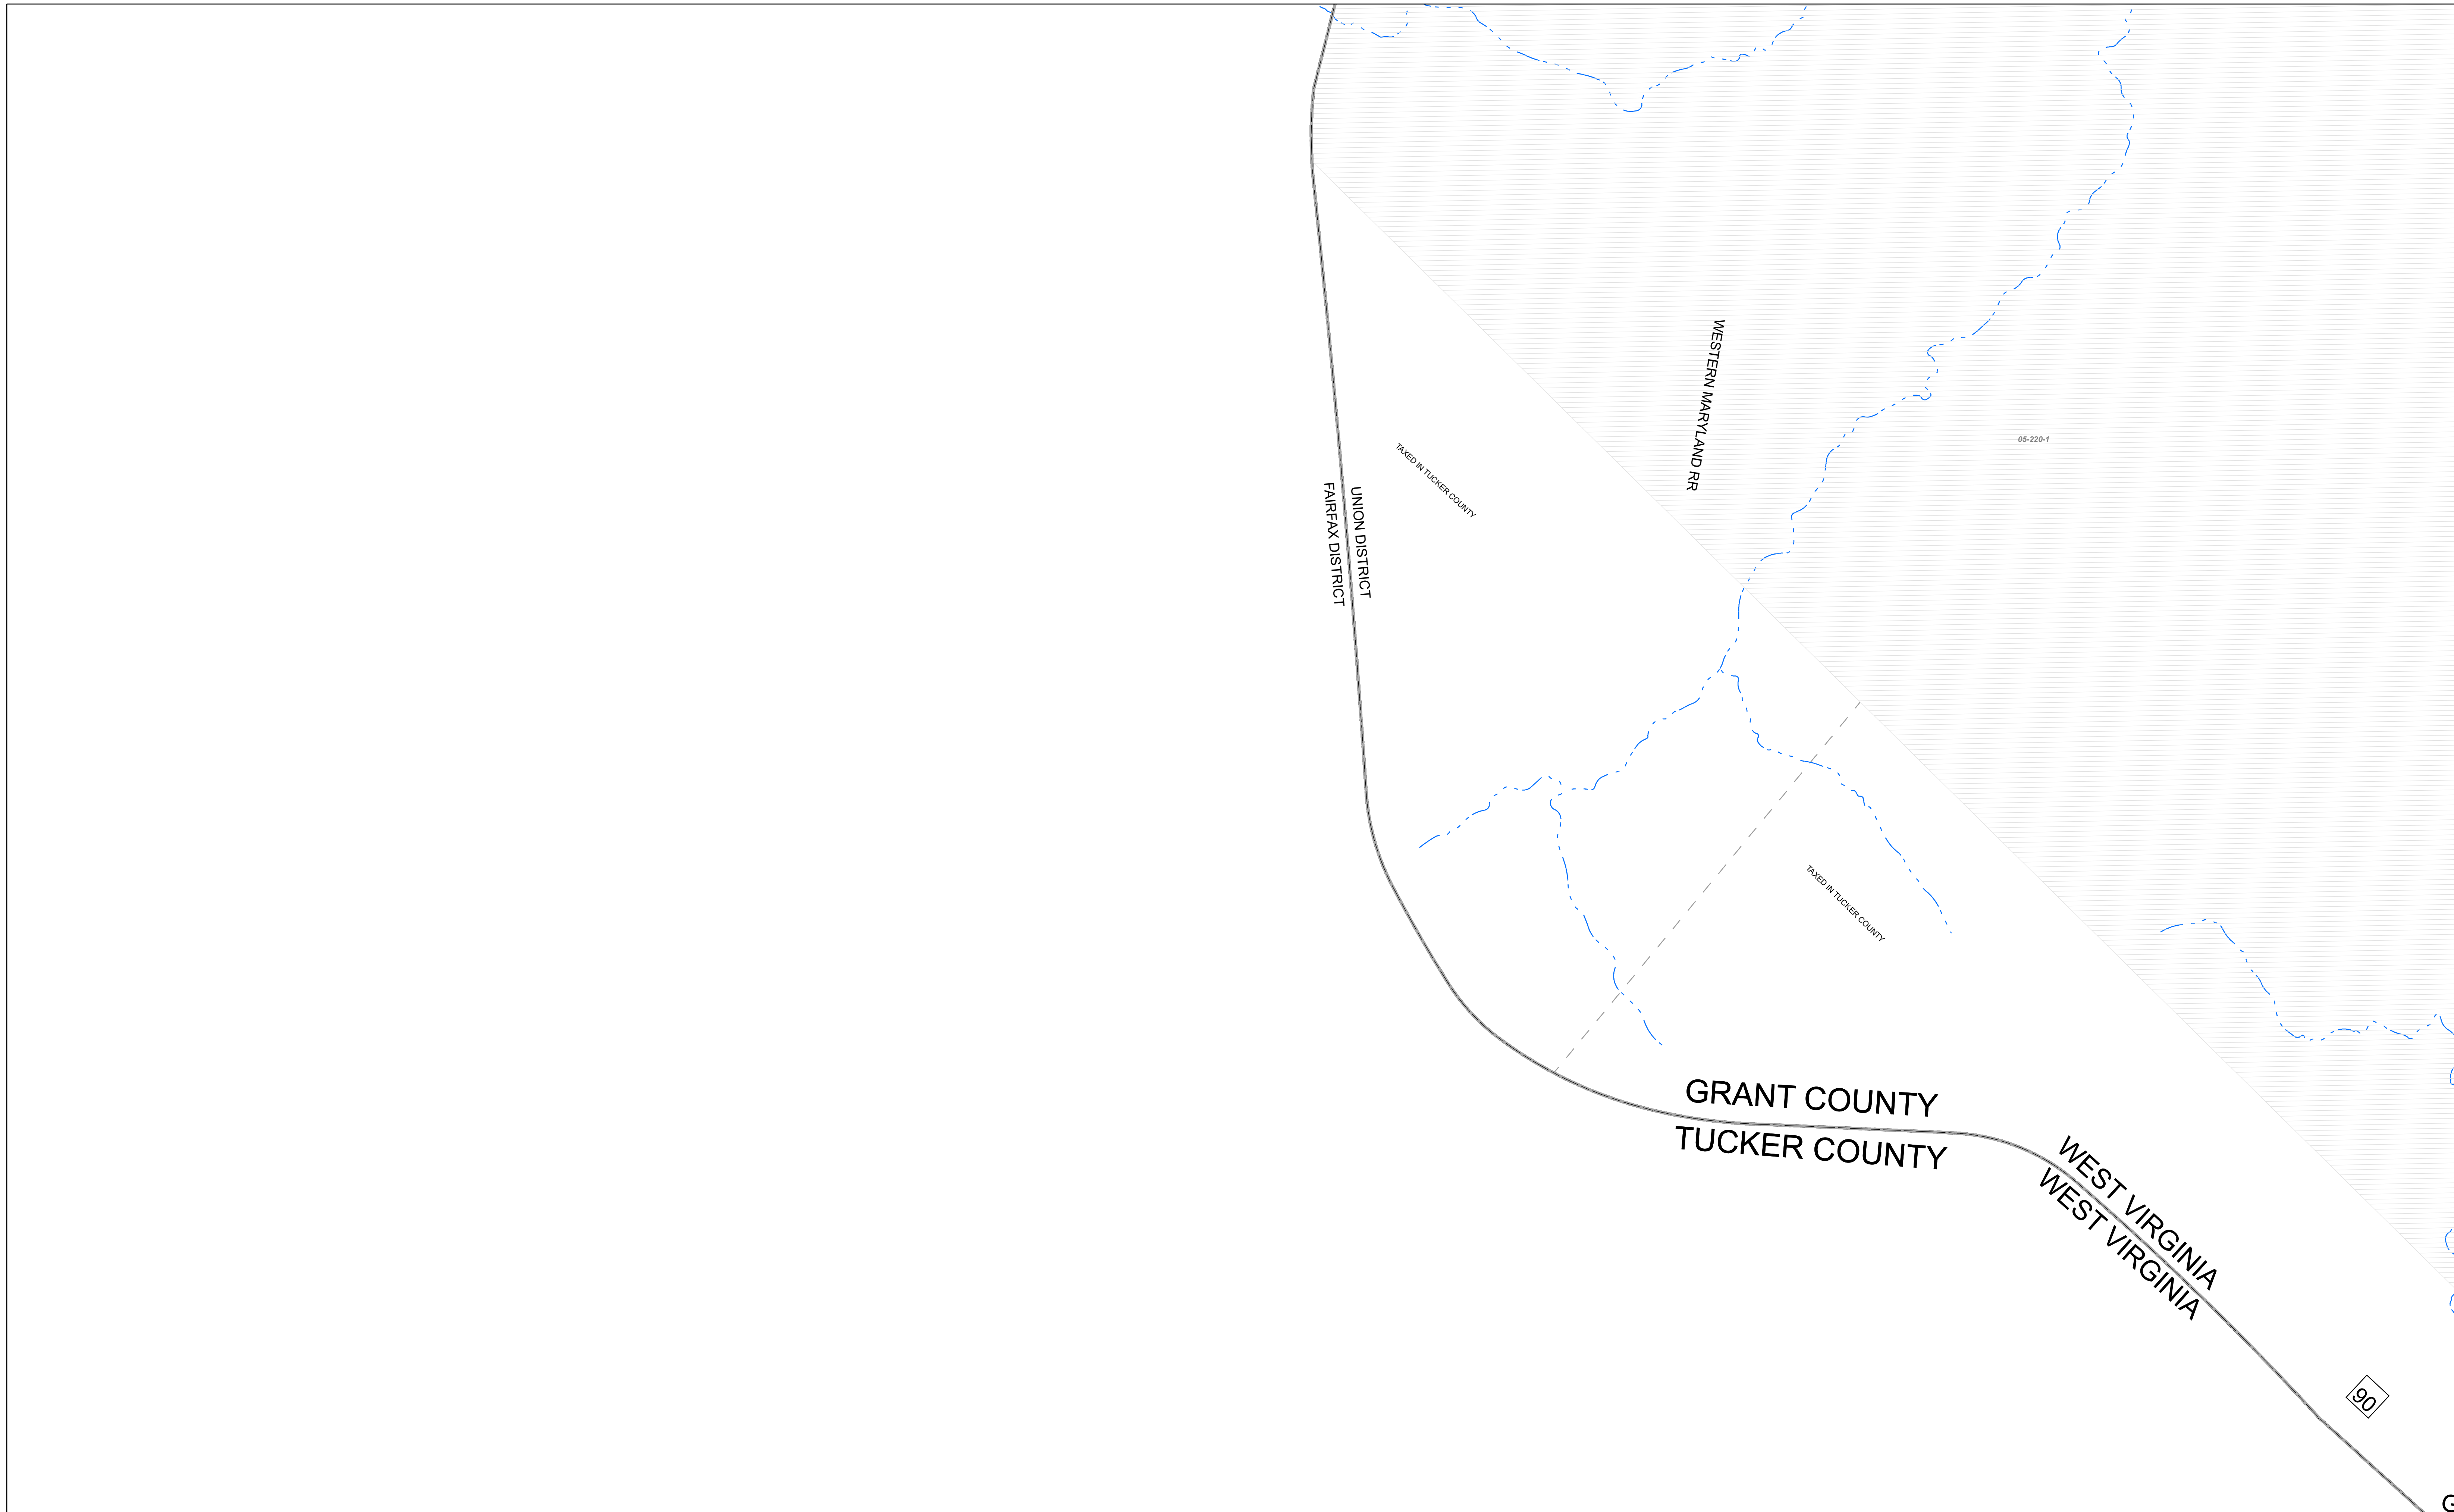 WESTERN MARYLAND RR
05-220-1
TAXED IN TUCKER COUNTY
UNION DISTRICT
FAIRFAX DISTRICT
TAXED IN TUCKER COUNTY
GRANT COUNTY
TUCKER COUNTY
WEST VIRGINIA
WEST VIRGINIA
90